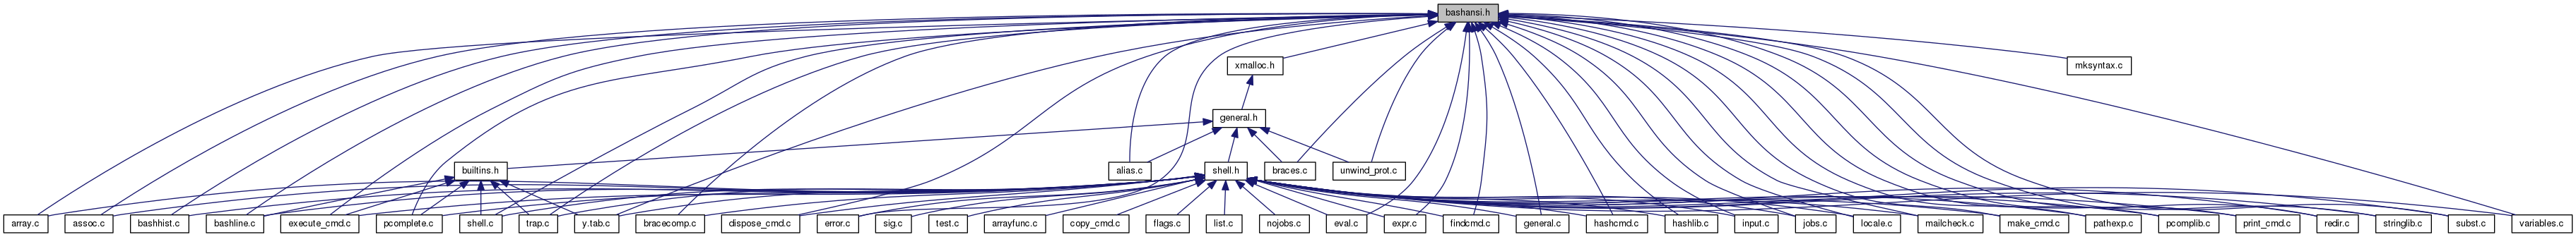 bashansi.h
xmalloc.h
mksyntax.c
general.h
builtins.h
alias.c
shell.h
braces.c
unwind_prot.c
array.c
assoc.c
bashhist.c
bashline.c
execute_cmd.c
pcomplete.c
shell.c
trap.c
y.tab.c
bracecomp.c
dispose_cmd.c
error.c
sig.c
test.c
arrayfunc.c
copy_cmd.c
flags.c
list.c
nojobs.c
eval.c
expr.c
findcmd.c
general.c
hashcmd.c
hashlib.c
input.c
jobs.c
locale.c
mailcheck.c
make_cmd.c
pathexp.c
pcomplib.c
print_cmd.c
redir.c
stringlib.c
subst.c
variables.c